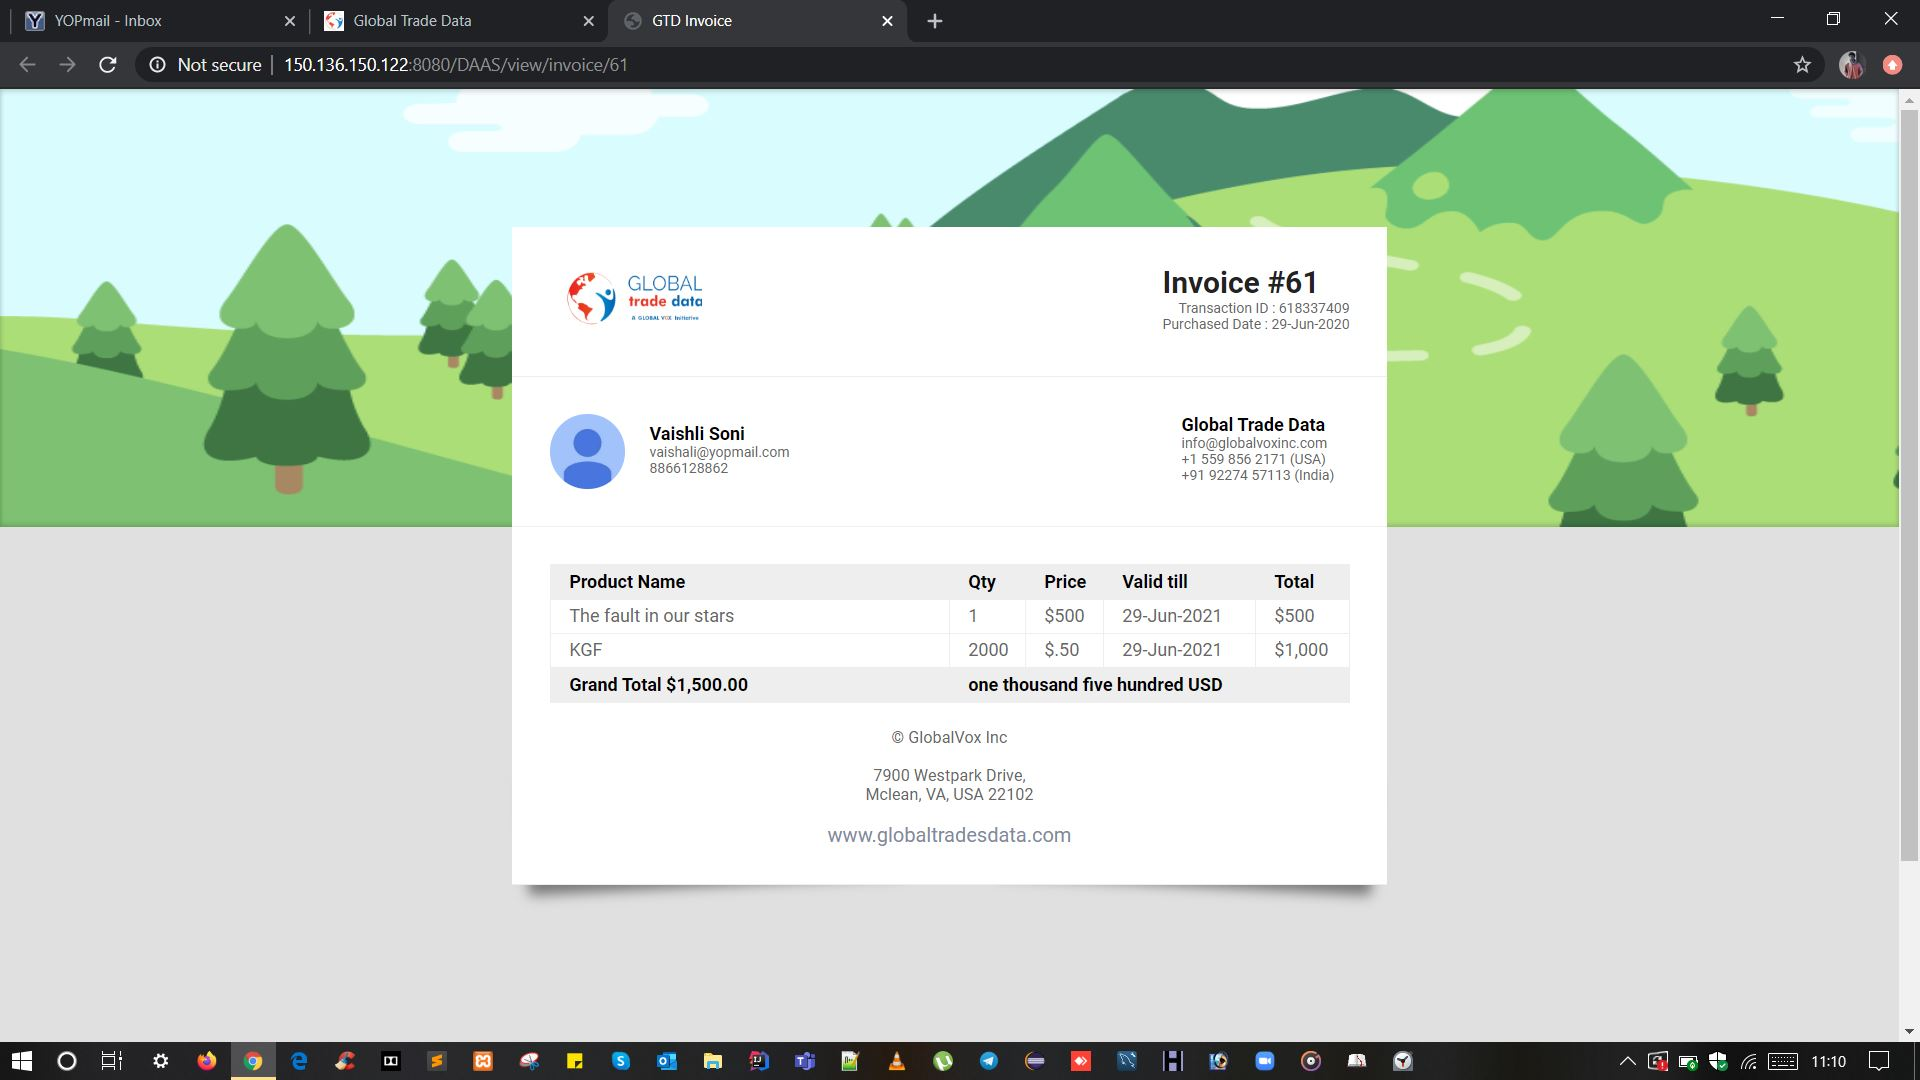 YOPmail - Inbox
Global Trade Data
GTD Invoice
Not secure
150.136.150.122:8080/DAAS/view/invoice/61
GLOBAL
trade data
A GLOBAL VOX Initiative
Invoice #61
Transaction ID : 618337409
Purchased Date : 29-Jun-2020
Vaishli Soni
vaishali@yopmail.com
8866128862
Global Trade Data
info@globalvoxinc.com
+1 559 856 2171 (USA)
+91 92274 57113 (India)
Product Name Qty Price Valid till Total
The fault in our stars 1 $500 29-Jun-2021 $500
KGF 2000 $.50 29-Jun-2021 $1,000
Grand Total $1,500.00 one thousand five hundred USD
© GlobalVox Inc
7900 Westpark Drive,
Mclean, VA, USA 22102
www.globaltradesdata.com
11:10